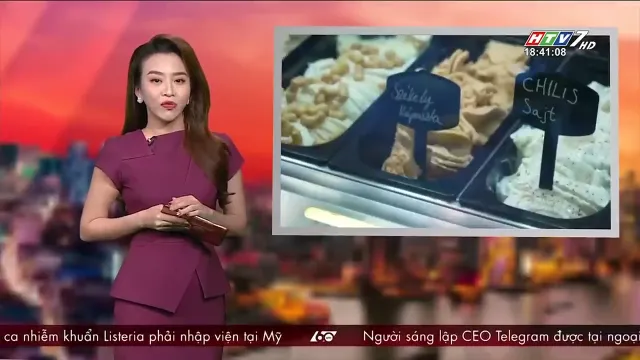 HTV7 HD
18:41:08
CHILIS
Sajt
ca nhiễm khuẩn Listeria phải nhập viện tại Mỹ 60 Người sáng lập CEO Telegram được tại ngoại